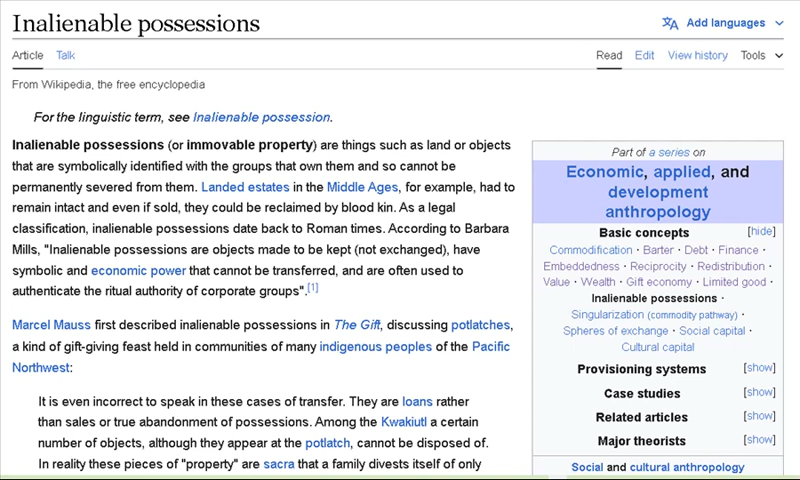 Inalienable possessions
Add languages
Article Talk
Read Edit View history Tools
From Wikipedia, the free encyclopedia
For the linguistic term, see Inalienable possession.
Inalienable possessions (or immovable property) are things such as land or objects
that are symbolically identified with the groups that own them and so cannot be
permanently severed from them. Landed estates in the Middle Ages, for example, had to
remain intact and even if sold, they could be reclaimed by blood kin. As a legal
classification, inalienable possessions date back to Roman times. According to Barbara
Mills, "Inalienable possessions are objects made to be kept (not exchanged), have
symbolic and economic power that cannot be transferred, and are often used to
authenticate the ritual authority of corporate groups".[1]
Marcel Mauss first described inalienable possessions in The Gift, discussing potlatches,
a kind of gift-giving feast held in communities of many indigenous peoples of the Pacific
Northwest:
It is even incorrect to speak in these cases of transfer. They are loans rather
than sales or true abandonment of possessions. Among the Kwakiutl a certain
number of objects, although they appear at the potlatch, cannot be disposed of.
In reality these pieces of "property" are sacra that a family divests itself of only
Part of a series on
Economic, applied, and
development
anthropology
Basic concepts [hide]
Commodification · Barter · Debt · Finance ·
Embeddedness · Reciprocity · Redistribution ·
Value · Wealth · Gift economy · Limited good ·
Inalienable possessions ·
Singularization (commodity pathway) ·
Spheres of exchange · Social capital ·
Cultural capital
Provisioning systems [show]
Case studies [show]
Related articles [show]
Major theorists [show]
Social and cultural anthropology